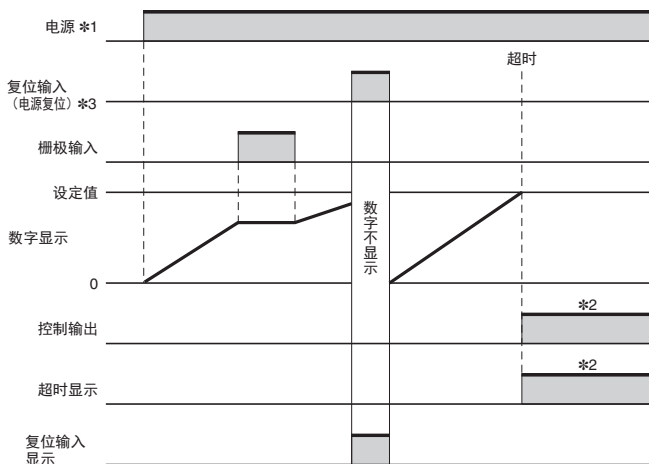 电源 *1
超时
复位输入
（电源复位）*3
栅极输入
设定值
数字显示
数字不显示
0
*2
控制输出
*2
超时显示
复位输入
显示